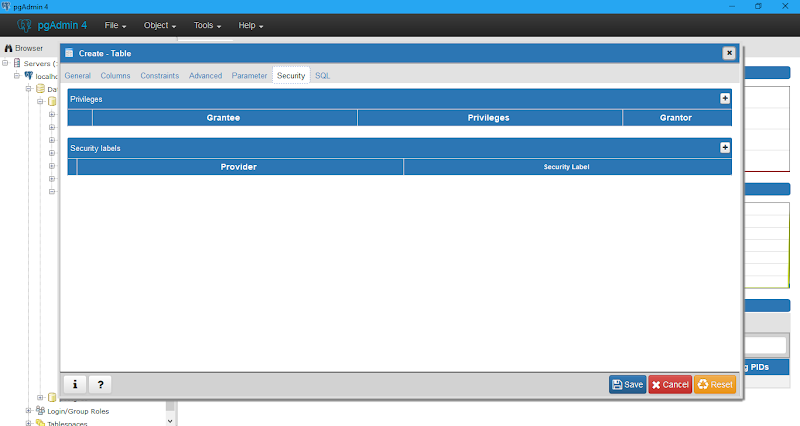 pgAdmin 4
pgAdmin 4 File Object Tools Help
Browser
Create - Table
Servers (
General Columns Constraints Advanced Parameter Security SQL
localho
Da
Privileges
Grantee Privileges Grantor
Security labels
Provider Security Label
g PIDs
i ? Save Cancel Reset
Login/Group Roles
Tablespaces